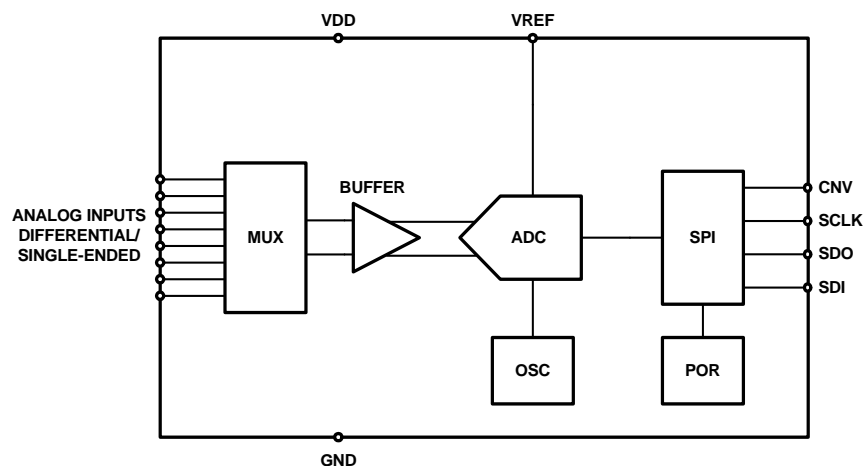 VDD
VREF
BUFFER
ANALOG INPUTS
DIFFERENTIAL/
SINGLE-ENDED
MUX
ADC
SPI
CNV
SCLK
SDO
SDI
OSC
POR
GND